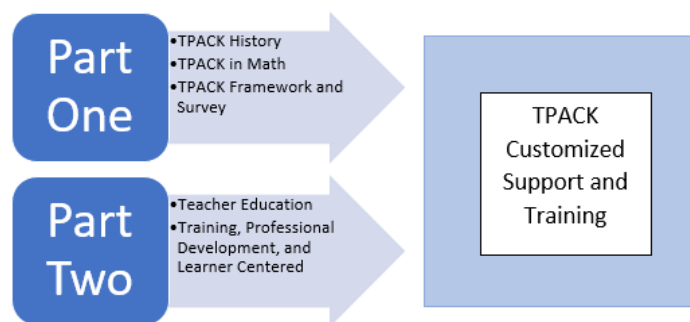 Part
One
•TPACK History
•TPACK in Math
•TPACK Framework and
Survey
Part
Two
•Teacher Education
•Training, Professional
Development, and
Learner Centered
TPACK
Customized
Support and
Training